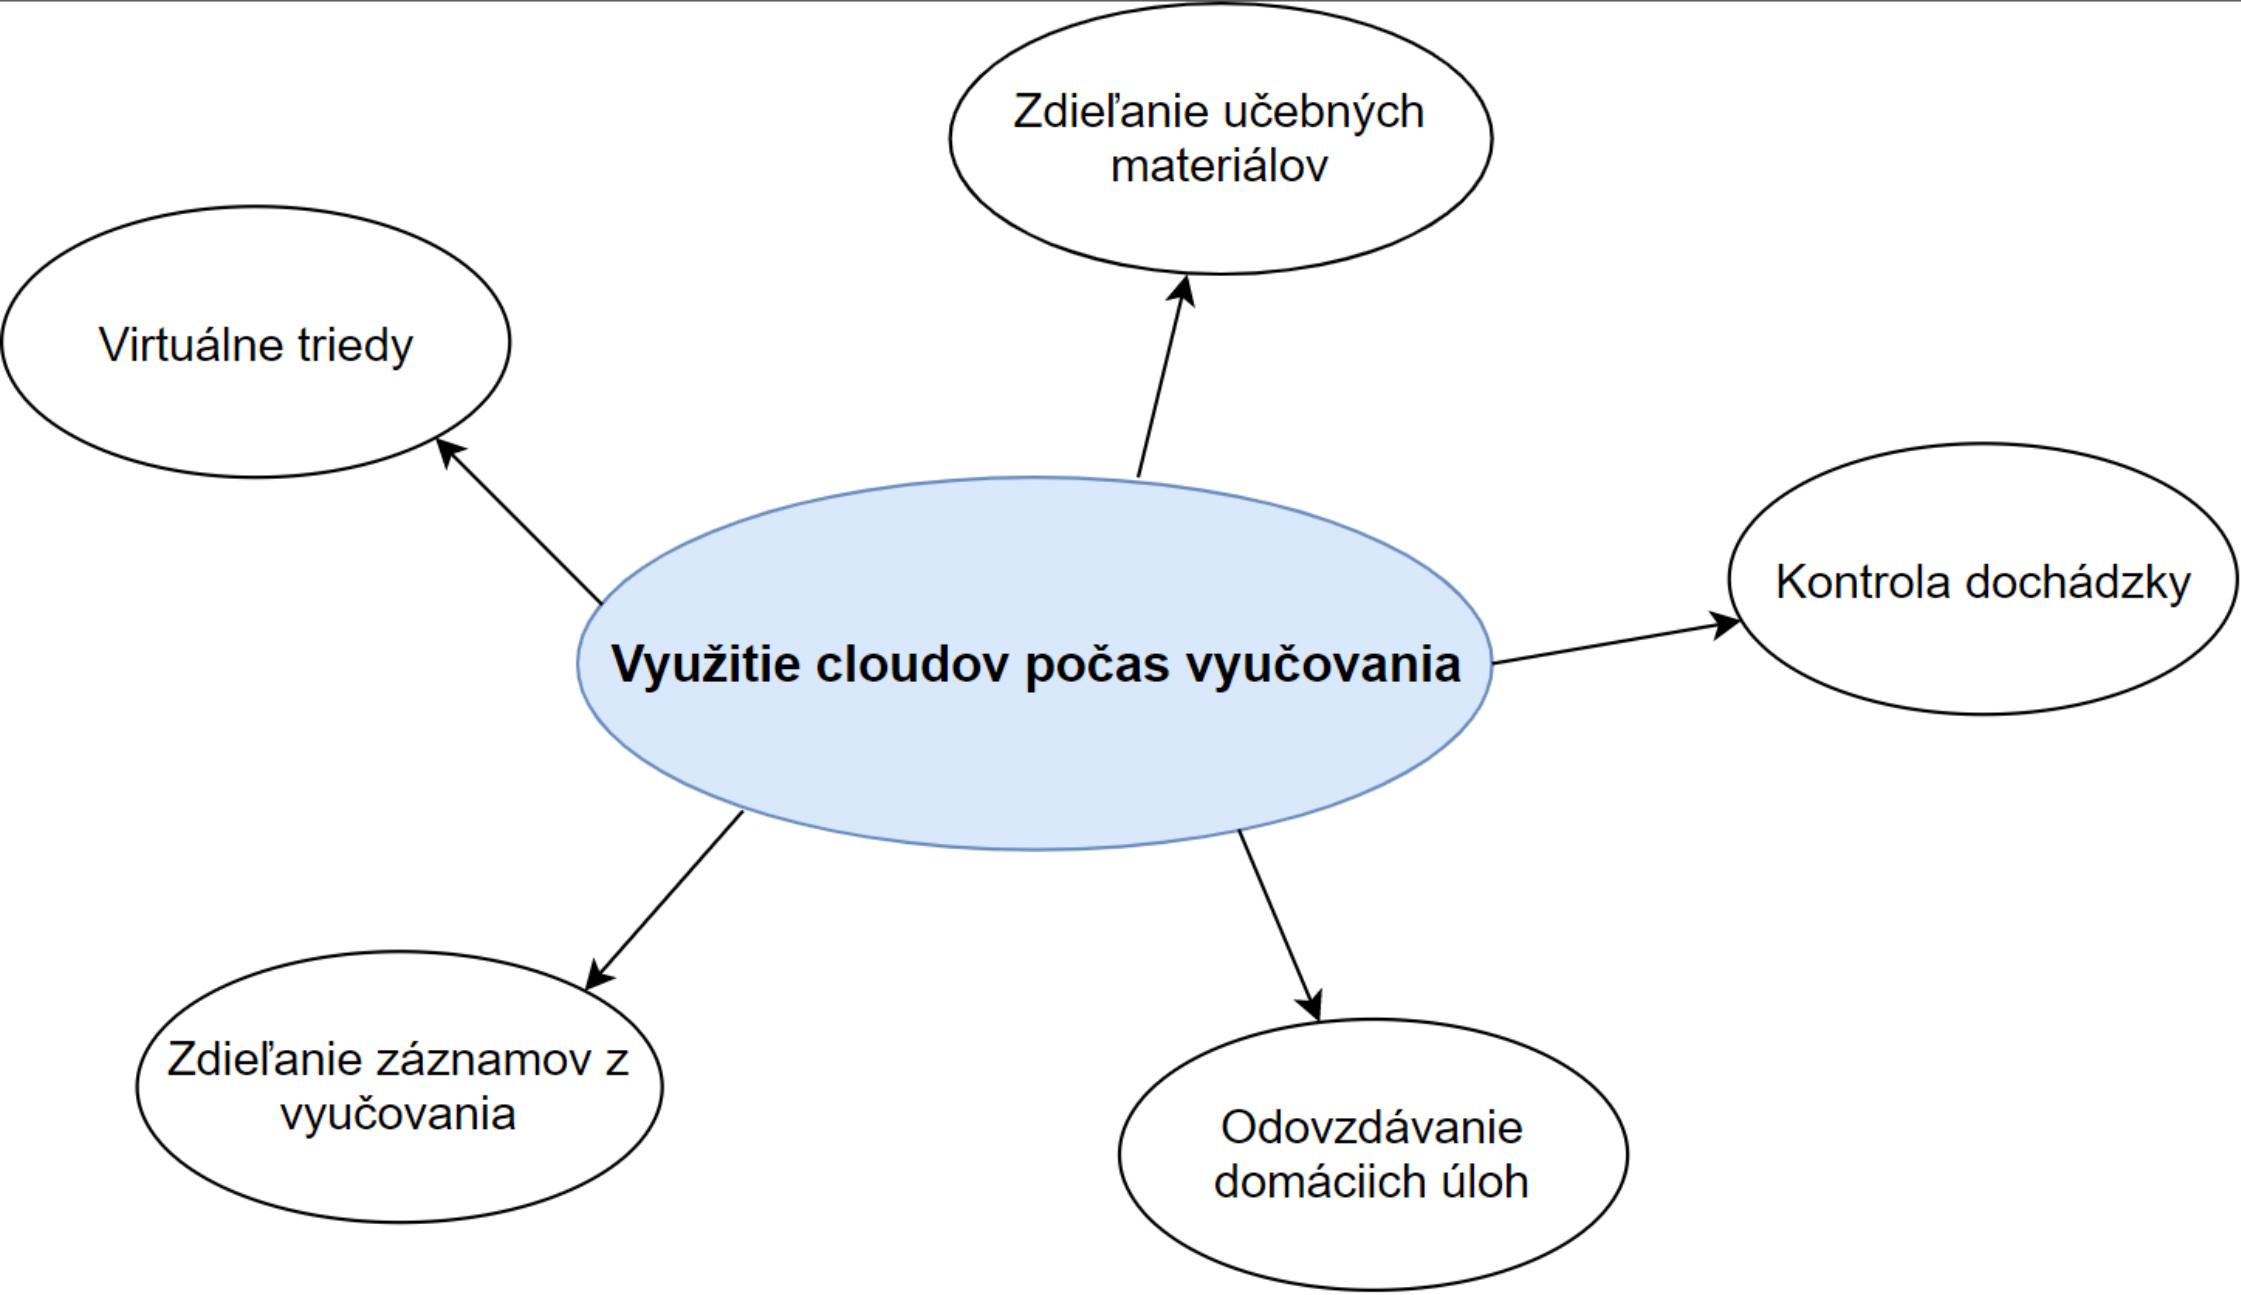 Zdieľanie učebných
materiálov
Virtuálne triedy
Kontrola dochádzky
Využitie cloudov počas vyučovania
Zdieľanie záznamov z
vyučovania
Odovzdávanie
domáciich úloh